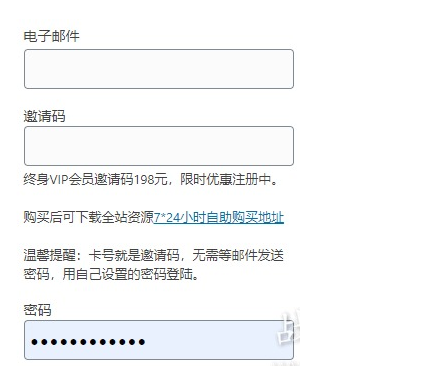 电子邮件
邀请码
终身VIP会员邀请码198元，限时优惠注册中。
购买后可下载全站资源7*24小时自助购买地址
温馨提醒：卡号就是邀请码，无需等邮件发送
密码，用自己设置的密码登陆。
密码
••••••••••••